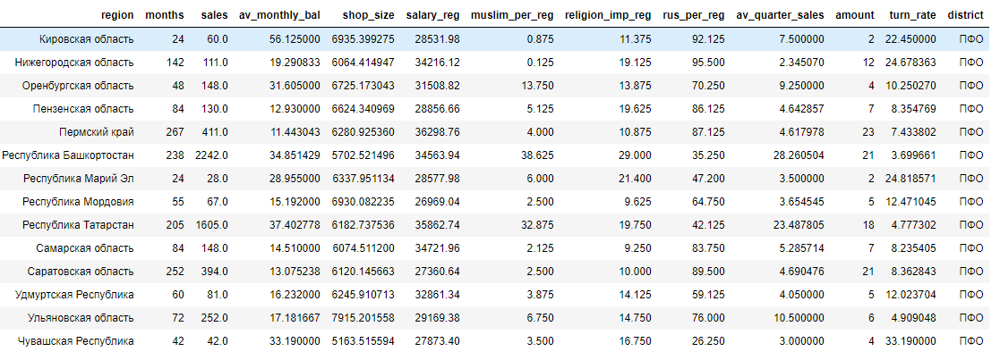 region months sales av_monthly_bal shop_size salary_reg muslim_per_reg religion_imp_reg rus_per_reg av_quarter_sales amount turn_rate district
Кировская область 24 60.0 56.125000 6935.399275 28531.98 0.875 11.375 92.125 7.500000 2 22.450000 ПФО
Нижегородская область 142 111.0 19.290833 6064.414947 34216.12 0.125 19.125 95.500 2.345070 12 24.678363 ПФО
Оренбургская область 48 148.0 31.605000 6725.173043 31508.82 13.750 13.875 70.250 9.250000 4 10.250270 ПФО
Пензенская область 84 130.0 12.930000 6624.340969 28856.66 5.125 19.625 86.125 4.642857 7 8.354769 ПФО
Пермский край 267 411.0 11.443043 6280.925360 36298.76 4.000 10.875 87.125 4.617978 23 7.433802 ПФО
Республика Башкортостан 238 2242.0 34.851429 5702.521496 34563.94 38.625 29.000 35.250 28.260504 21 3.699661 ПФО
Республика Марий Эл 24 28.0 28.955000 6337.951134 28577.98 6.000 21.400 47.200 3.500000 2 24.818571 ПФО
Республика Мордовия 55 67.0 15.192000 6930.082235 26969.04 2.500 9.625 64.750 3.654545 5 12.471045 ПФО
Республика Татарстан 205 1605.0 37.402778 6182.737536 35862.74 32.875 19.750 42.125 23.487805 18 4.777302 ПФО
Самарская область 84 148.0 14.510000 6074.511200 34721.96 2.125 9.250 83.750 5.285714 7 8.235405 ПФО
Саратовская область 252 394.0 13.075238 6120.145663 27360.64 2.500 10.000 89.500 4.690476 21 8.362843 ПФО
Удмуртская Республика 60 81.0 16.232000 6245.910713 32861.34 3.875 14.125 59.125 4.050000 5 12.023704 ПФО
Ульяновская область 72 252.0 17.181667 7915.201558 29169.38 6.750 14.750 76.000 10.500000 6 4.909048 ПФО
Чувашская Республика 42 42.0 33.190000 5163.515594 27873.40 3.500 16.750 26.250 3.000000 4 33.190000 ПФО